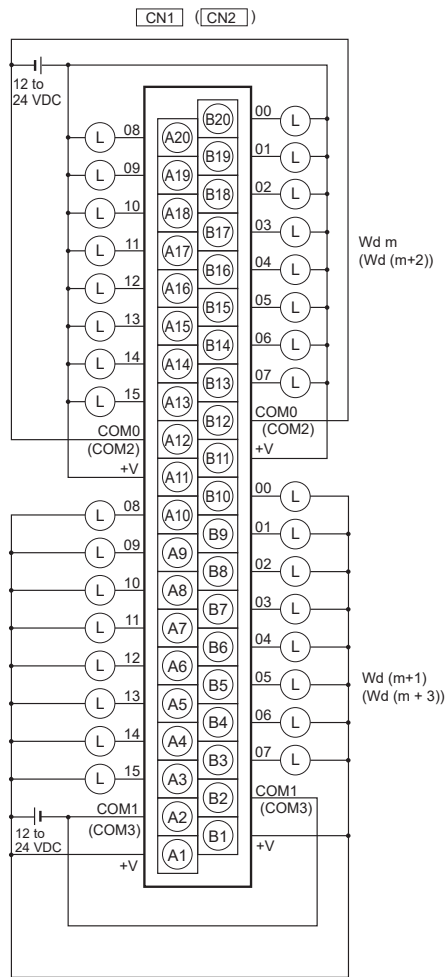 CN1 (CN2)
12 to
24 VDC
08
L
09
L
10
L
11
L
12
L
13
L
14
L
15
L
COM0
(COM2)
+V
08
L
09
L
10
L
11
L
12
L
13
L
14
L
15
L
COM1
(COM3)
12 to
24 VDC
+V
A20
A19
A18
A17
A16
A15
A14
A13
A12
A11
A10
A9
A8
A7
A6
A5
A4
A3
A2
A1
B20
B19
B18
B17
B16
B15
B14
B13
B12
B11
B10
B9
B8
B7
B6
B5
B4
B3
B2
B1
00
L
01
L
02
L
03
L
04
L
05
L
06
L
07
L
COM0
(COM2)
+V
Wd m
(Wd (m+2))
00
L
01
L
02
L
03
L
04
L
05
L
06
L
07
L
COM1
(COM3)
+V
Wd (m+1)
(Wd (m + 3))